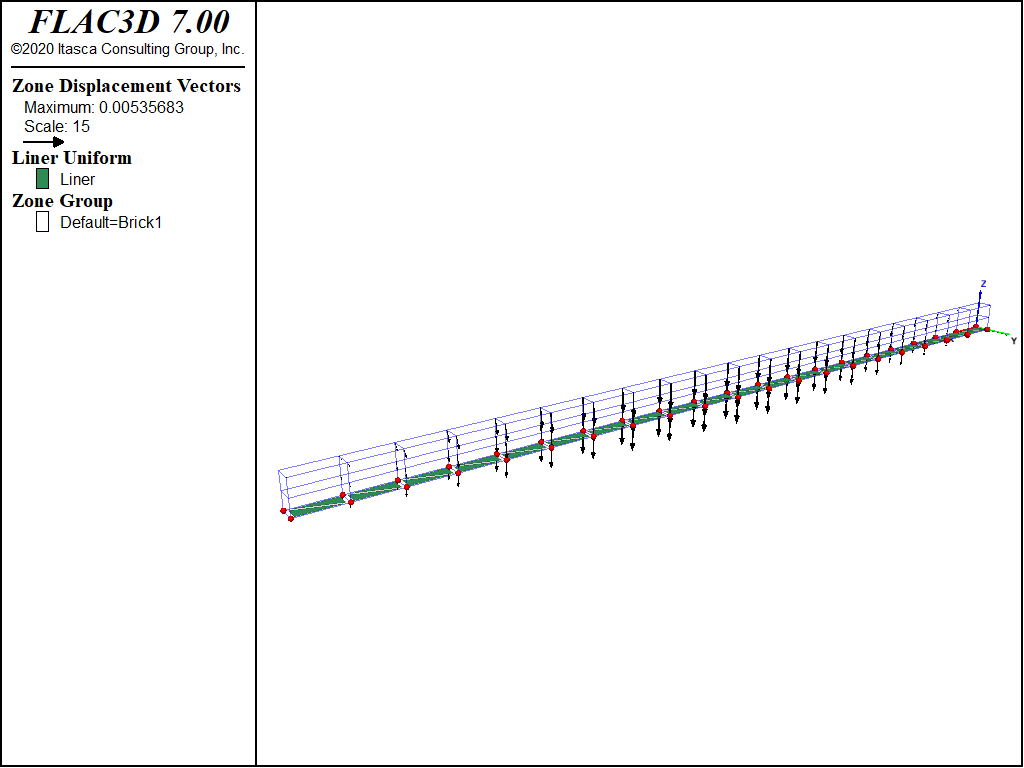 FLAC3D 7.00
©2020 Itasca Consulting Group, Inc.
Zone Displacement Vectors
Maximum: 0.00535683
Scale: 15
Liner Uniform
Liner
Zone Group
Default=Brick1
Z
Y